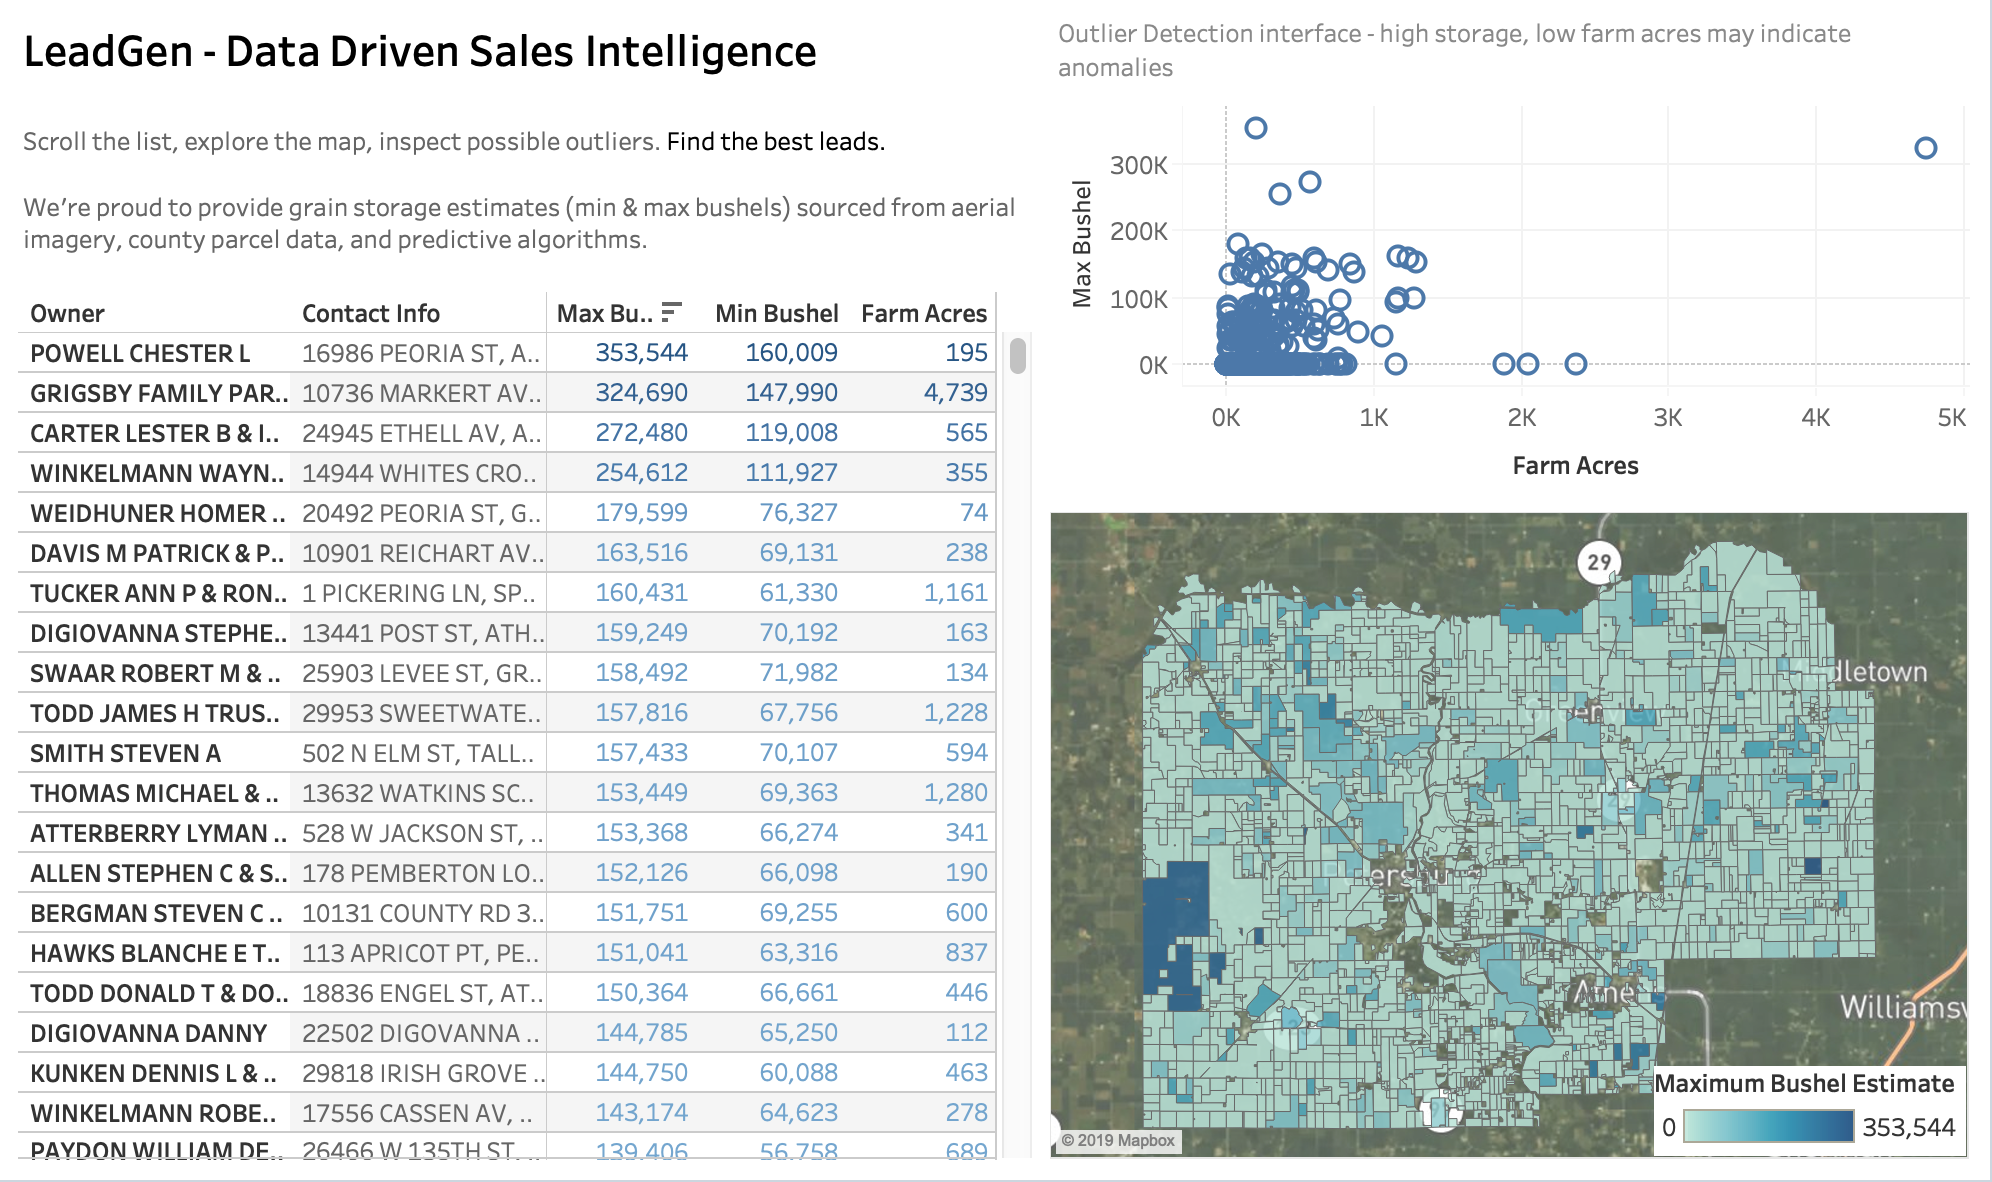 LeadGen - Data Driven Sales Intelligence
Scroll the list, explore the map, inspect possible outliers. Find the best leads.
We're proud to provide grain storage estimates (min & max bushels) sourced from aerial
imagery, county parcel data, and predictive algorithms.
Owner Contact Info Max Bu.. Min Bushel Farm Acres
POWELL CHESTER L 16986 PEORIA ST, A.. 353,544 160,009 195
GRIGSBY FAMILY PAR.. 10736 MARKERT AV.. 324,690 147,990 4,739
CARTER LESTER B & I.. 24945 ETHELL AV, A.. 272,480 119,008 565
WINKELMANN WAYN.. 14944 WHITES CRO.. 254,612 111,927 355
WEIDHUNER HOMER .. 20492 PEORIA ST, G.. 179,599 76,327 74
DAVIS M PATRICK & P.. 10901 REICHART AV.. 163,516 69,131 238
TUCKER ANN P & RON.. 1 PICKERING LN, SP.. 160,431 61,330 1,161
DIGIOVANNA STEPHE.. 13441 POST ST, ATH.. 159,249 70,192 163
SWAAR ROBERT M & .. 25903 LEVEE ST, GR.. 158,492 71,982 134
TODD JAMES H TRUS.. 29953 SWEETWATE.. 157,816 67,756 1,228
SMITH STEVEN A 502 N ELM ST, TALL.. 157,433 70,107 594
THOMAS MICHAEL & .. 13632 WATKINS SC.. 153,449 69,363 1,280
ATTERBERRY LYMAN .. 528 W JACKSON ST, .. 153,368 66,274 341
ALLEN STEPHEN C & S.. 178 PEMBERTON LO.. 152,126 66,098 190
BERGMAN STEVEN C .. 10131 COUNTY RD 3.. 151,751 69,255 600
HAWKS BLANCHE E T.. 113 APRICOT PT, PE.. 151,041 63,316 837
TODD DONALD T & DO.. 18836 ENGEL ST, AT.. 150,364 66,661 446
DIGIOVANNA DANNY 22502 DIGOVANNA .. 144,785 65,250 112
KUNKEN DENNIS L & .. 29818 IRISH GROVE .. 144,750 60,088 463
WINKELMANN ROBE.. 17556 CASSEN AV, .. 143,174 64,623 278
PAYDON WILLIAM DE.. 26466 W 135TH ST, .. 139,406 56,758 689
Outlier Detection interface - high storage, low farm acres may indicate
anomalies
Max Bushel
300K
200K
100K
0K
0K 1K 2K 3K 4K 5K
Farm Acres
29
Middletown
Greenview
29
Petersburg
Williamsv
Maximum Bushel Estimate
0 353,544
© 2019 Mapbox